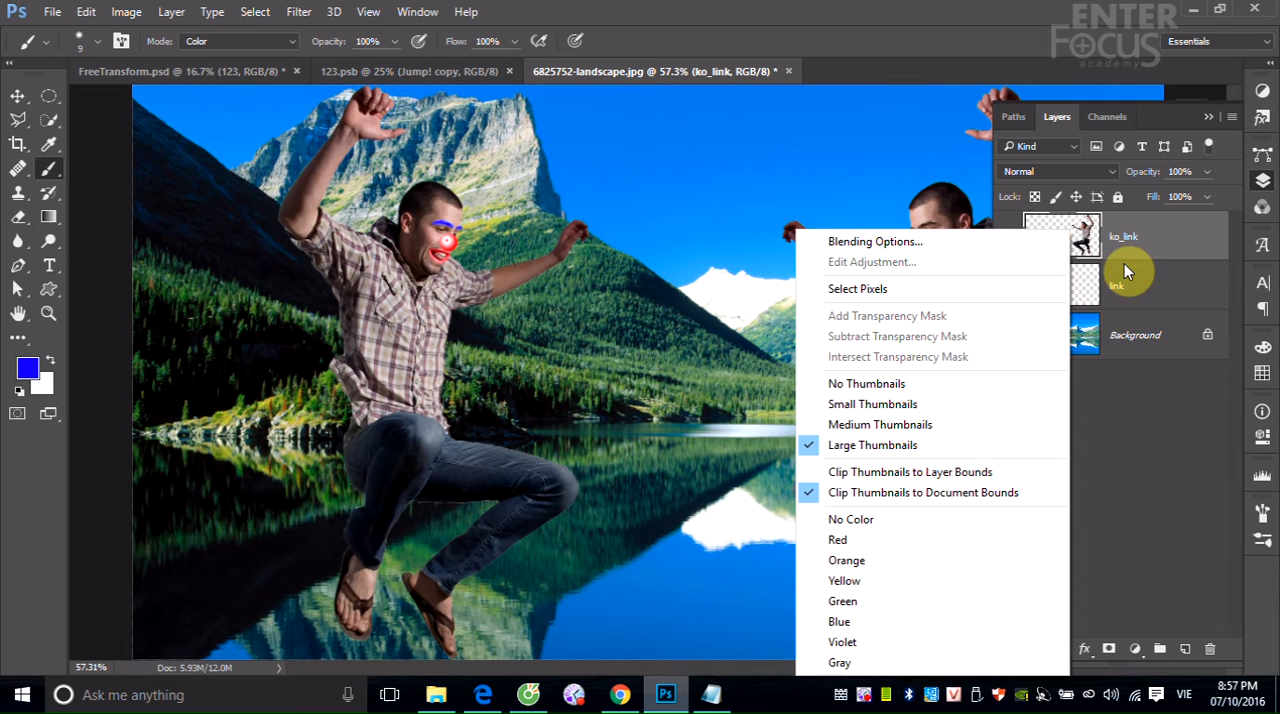 Ps File Edit Image Layer Type Select Filter 3D View Window Help
ENTER
FOCUS
academy
9 Mode: Color Opacity: 100% Flow: 100% Essentials
FreeTransform.psd @ 16.7% (123, RGB/8) * × 123.psb @ 25% (Jump! copy, RGB/8) × 6825752-landscape.jpg @ 57.3% (ko_link, RGB/8) * ×
Paths Layers Channels
Kind
Normal Opacity: 100%
Lock: Fill: 100%
ko_link
link
Background
Blending Options...
Edit Adjustment...
Select Pixels
Add Transparency Mask
Subtract Transparency Mask
Intersect Transparency Mask
No Thumbnails
Small Thumbnails
Medium Thumbnails
Large Thumbnails
Clip Thumbnails to Layer Bounds
Clip Thumbnails to Document Bounds
No Color
Red
Orange
Yellow
Green
Blue
Violet
Gray
57.31% Doc: 5.93M/12.0M
Ask me anything
VIE
8:57 PM
07/10/2016